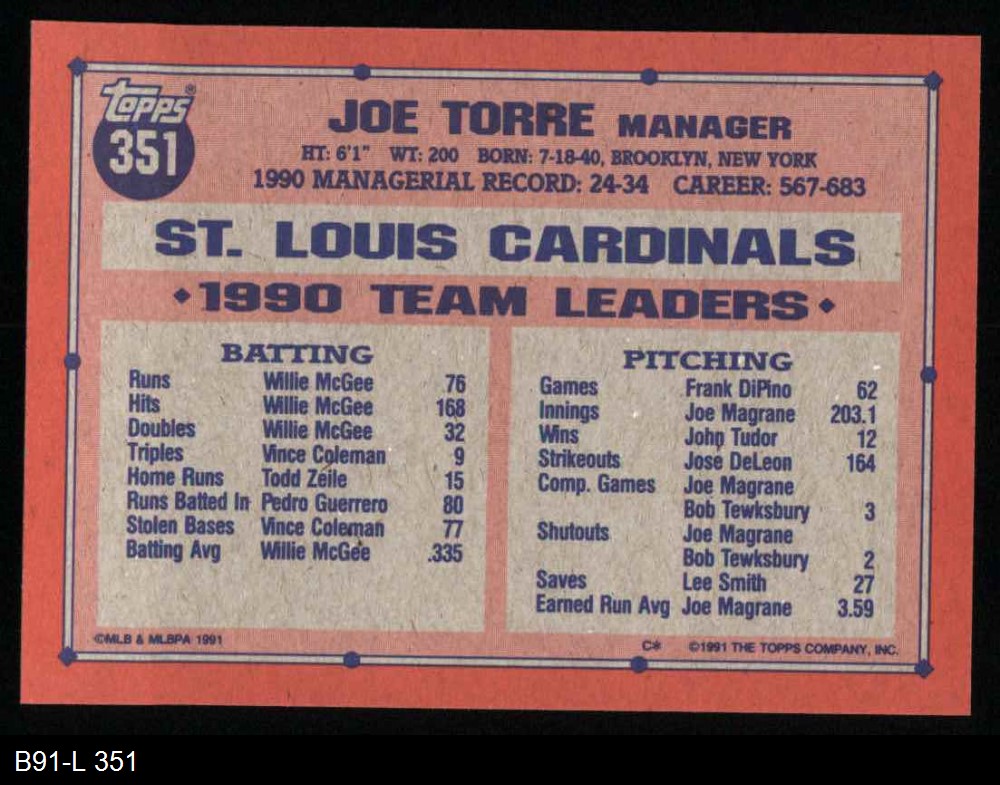 Topps®
351
JOE TORRE MANAGER
HT: 6'1" WT: 200 BORN: 7-18-40, BROOKLYN, NEW YORK
1990 MANAGERIAL RECORD: 24-34 CAREER: 567-683
ST. LOUIS CARDINALS
1990 TEAM LEADERS
BATTING
Runs Willie McGee 76
Hits Willie McGee 168
Doubles Willie McGee 32
Triples Vince Coleman 9
Home Runs Todd Zeile 15
Runs Batted In Pedro Guerrero 80
Stolen Bases Vince Coleman 77
Batting Avg Willie McGee .335
PITCHING
Games Frank DiPino 62
Innings Joe Magrane 203.1
Wins John Tudor 12
Strikeouts Jose DeLeon 164
Comp. Games Joe Magrane
Bob Tewksbury 3
Shutouts Joe Magrane
Bob Tewksbury 2
Saves Lee Smith 27
Earned Run Avg Joe Magrane 3.59
©MLB & MLBPA 1991
C* ©1991 THE TOPPS COMPANY, INC.
B91-L 351